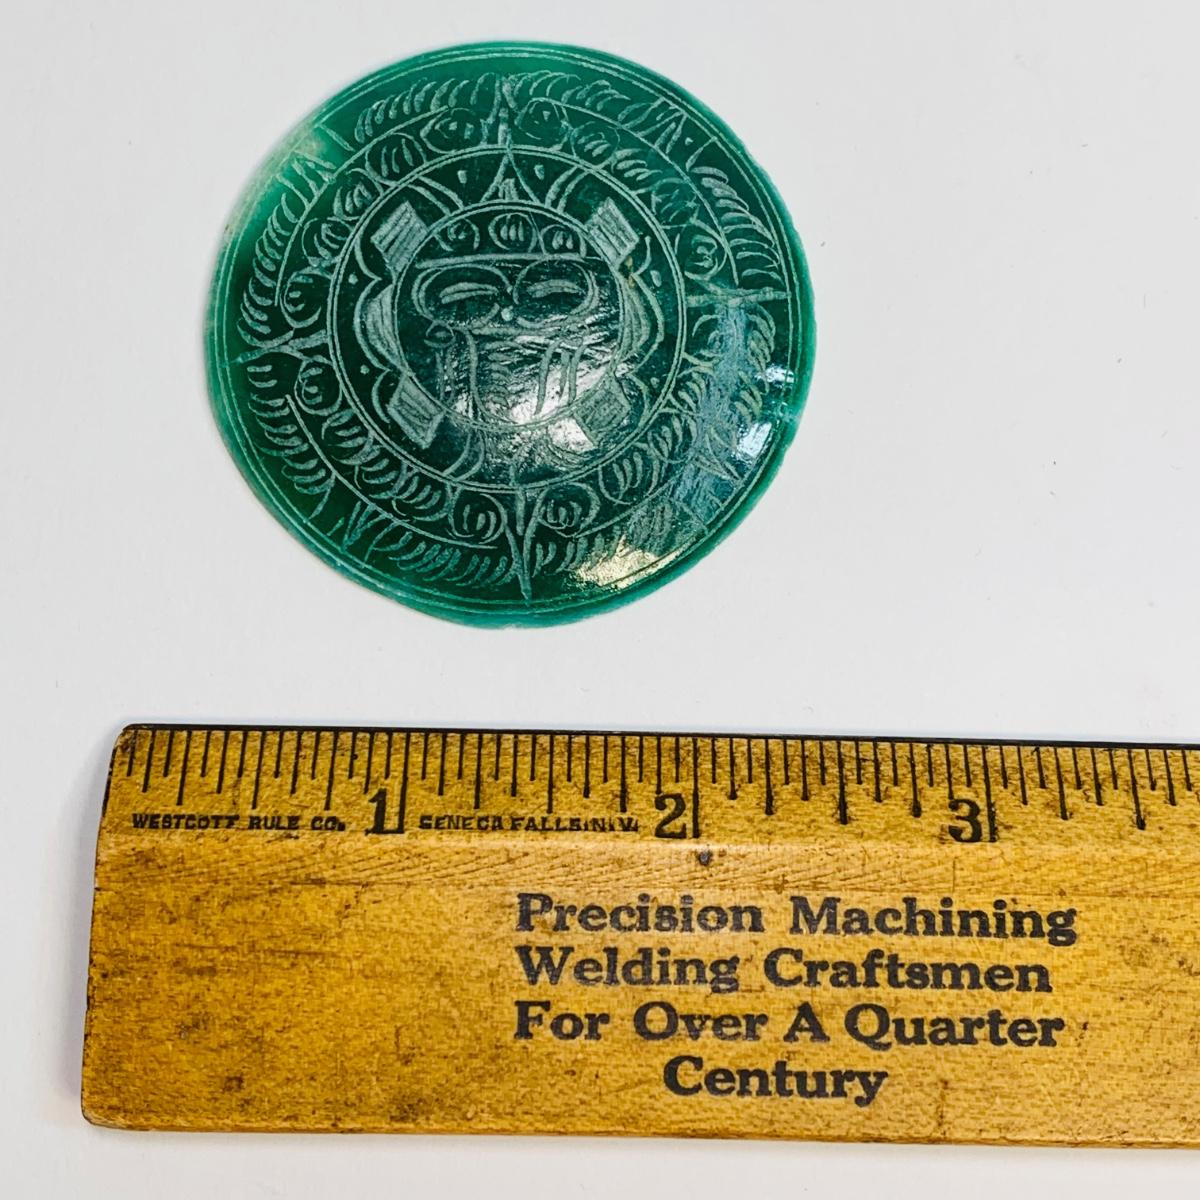 1 2 3
WESTCOTT RULE CO. SENECA FALLS, N.Y.
Precision Machining
Welding Craftsmen
For Over A Quarter
Century